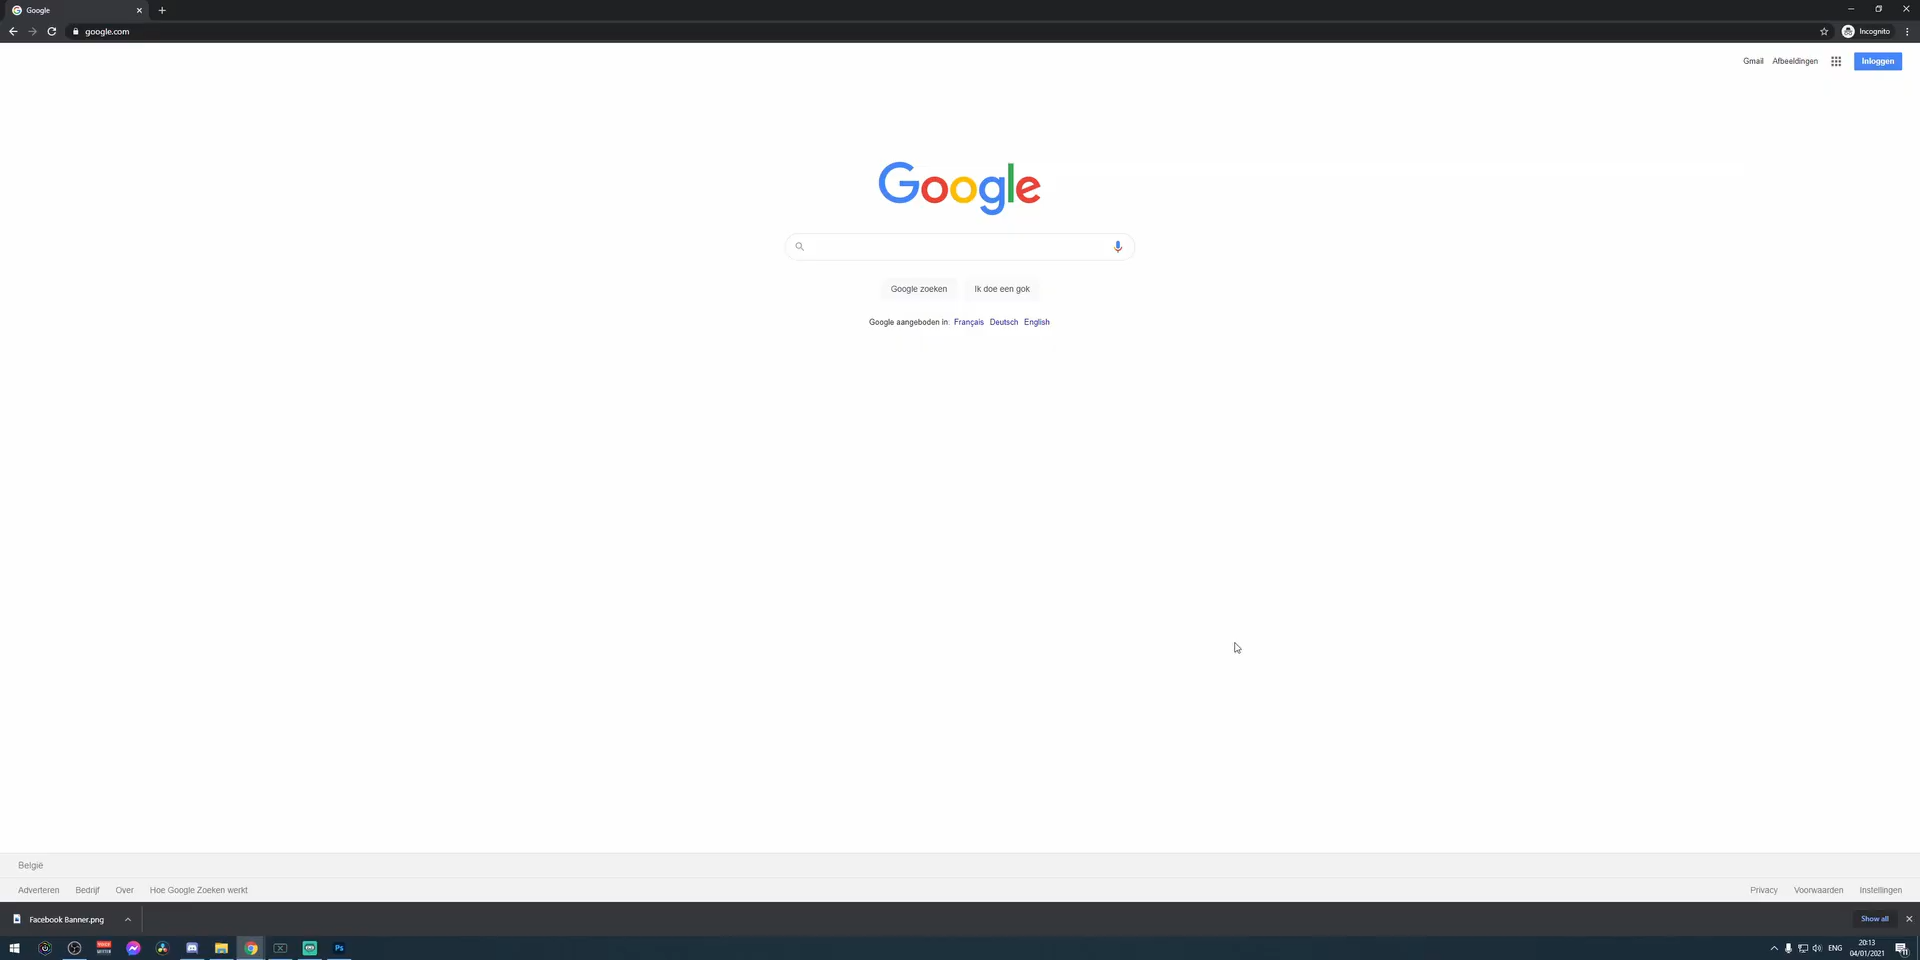 Google
google.com
Incognito
Gmail Afbeeldingen Inloggen
Google
Google zoeken Ik doe een gok
Google aangeboden in: Français Deutsch English
België
Adverteren Bedrijf Over Hoe Google Zoeken werkt Privacy Voorwaarden Instellingen
Facebook Banner.png Show all
Ps ENG 20:13
04/01/2021